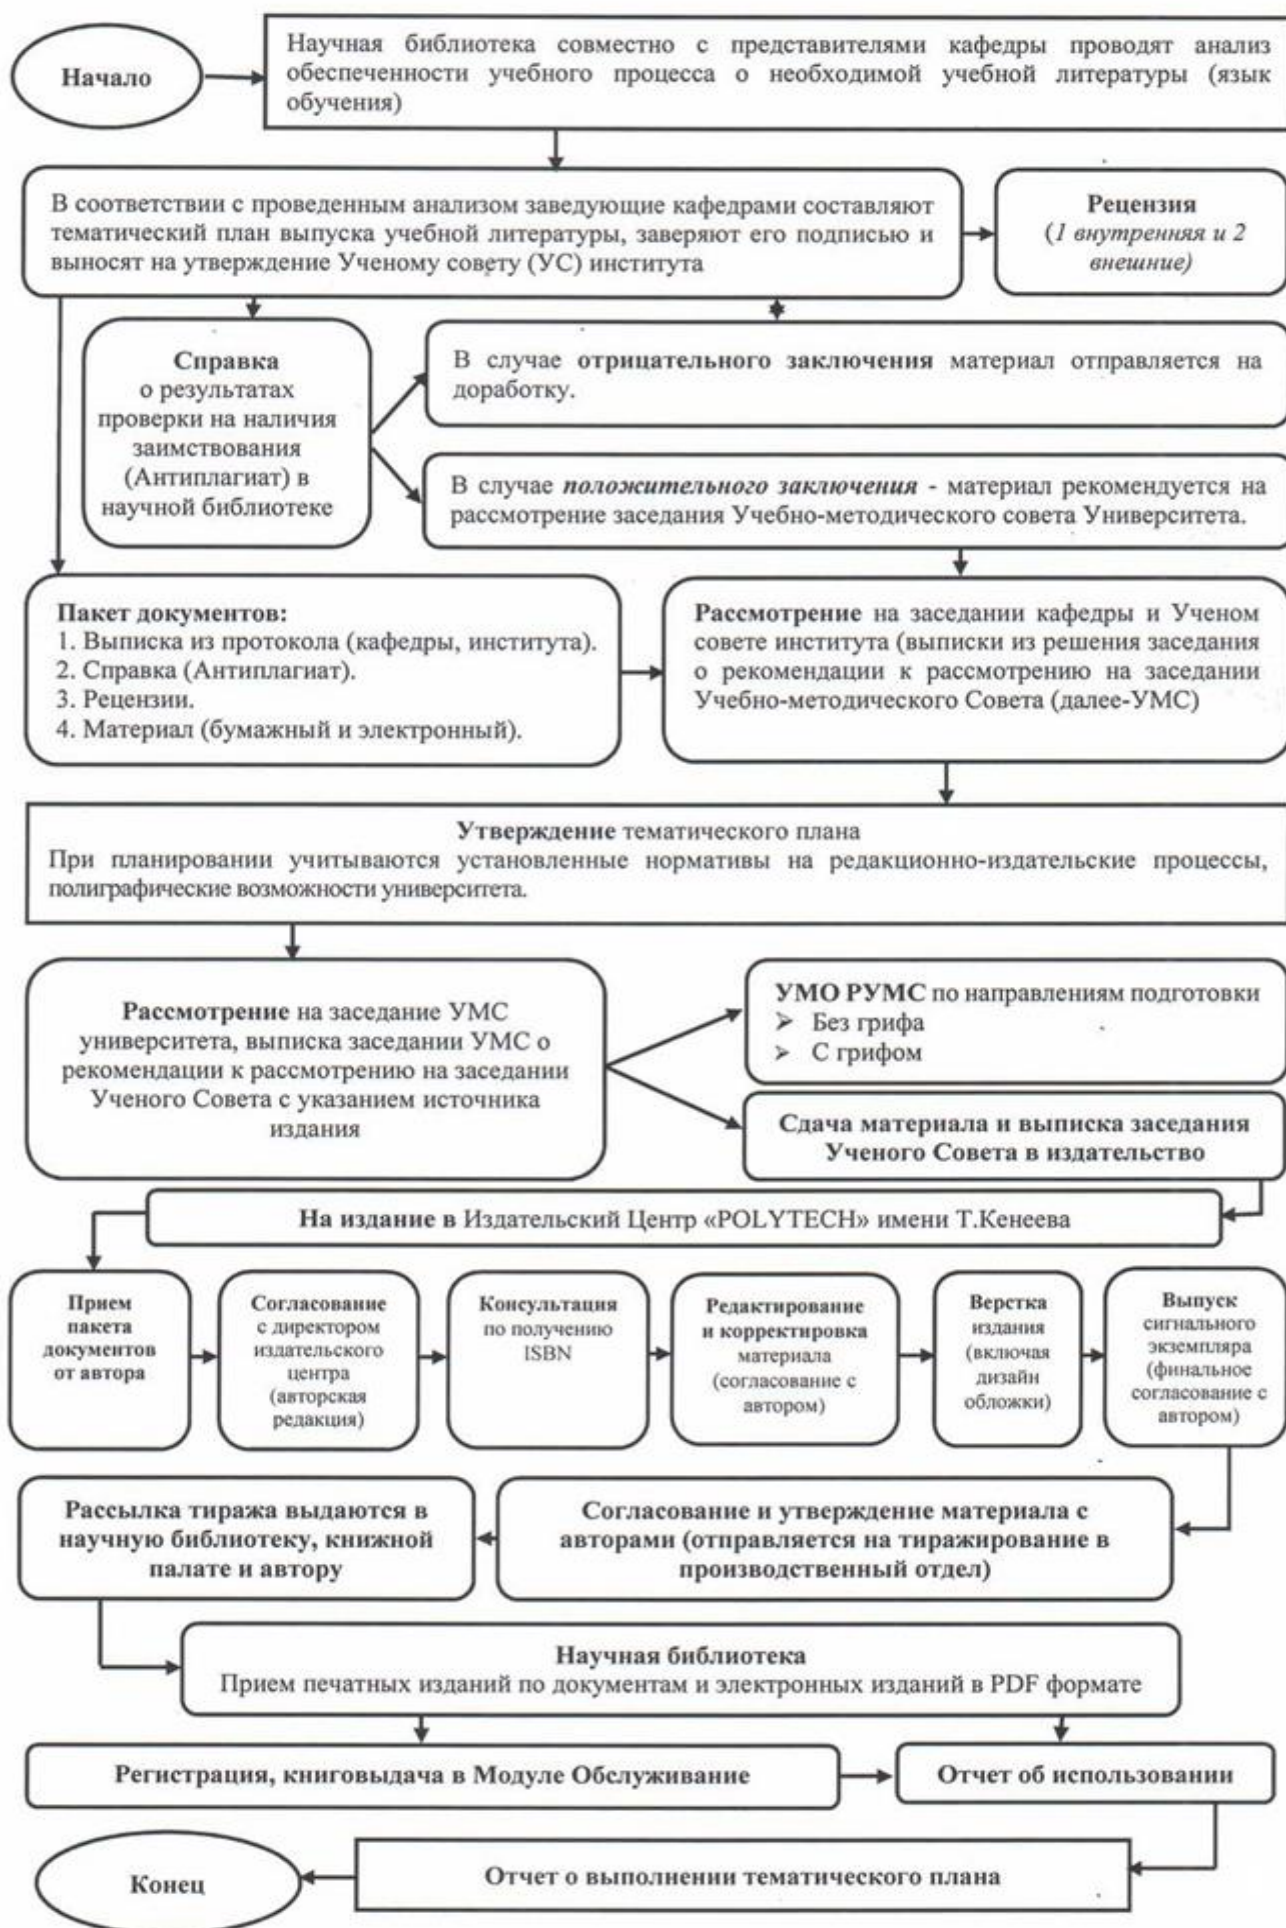 Начало
Научная библиотека совместно с представителями кафедры проводят анализ
обеспеченности учебного процесса о необходимой учебной литературы (язык
обучения)
В соответствии с проведенным анализом заведующие кафедрами составляют
тематический план выпуска учебной литературы, заверяют его подписью и
выносят на утверждение Ученому совету (УС) института
Рецензия
(1 внутренняя и 2
внешние)
Справка
о результатах
проверки на наличия
заимствования
(Антиплагиат) в
научной библиотеке
В случае отрицательного заключения материал отправляется на
доработку.
В случае положительного заключения - материал рекомендуется на
рассмотрение заседания Учебно-методического совета Университета.
Пакет документов:
1. Выписка из протокола (кафедры, института).
2. Справка (Антиплагиат).
3. Рецензии.
4. Материал (бумажный и электронный).
Рассмотрение на заседании кафедры и Ученом
совете института (выписки из решения заседания
о рекомендации к рассмотрению на заседании
Учебно-методического Совета (далее-УМС)
Утверждение тематического плана
При планировании учитываются установленные нормативы на редакционно-издательские процессы,
полиграфические возможности университета.
Рассмотрение на заседание УМС
университета, выписка заседании УМС о
рекомендации к рассмотрению на заседании
Ученого Совета с указанием источника
издания
УМО РУМС по направлениям подготовки
➢ Без грифа
➢ С грифом
Сдача материала и выписка заседания
Ученого Совета в издательство
На издание в Издательский Центр «POLYTECH» имени Т.Кенеева
Прием
пакета
документов
от автора
Согласование
с директором
издательского
центра
(авторская
редакция)
Консультация
по получению
ISBN
Редактирование
и корректировка
материала
(согласование с
автором)
Верстка
издания
(включая
дизайн
обложки)
Выпуск
сигнального
экземпляра
(финальное
согласование с
автором)
Рассылка тиража выдаются в
научную библиотеку, книжной
палате и автору
Согласование и утверждение материала с
авторами (отправляется на тиражирование в
производственный отдел)
Научная библиотека
Прием печатных изданий по документам и электронных изданий в PDF формате
Регистрация, книговыдача в Модуле Обслуживание
Отчет об использовании
Конец
Отчет о выполнении тематического плана